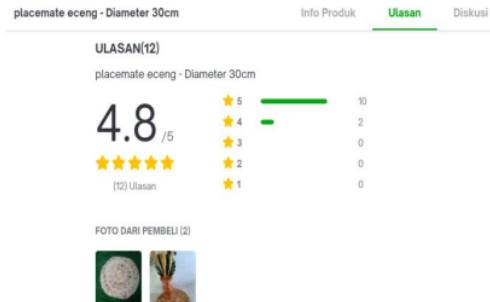 placemate eceng - Diameter 30cm Info Produk Ulasan Diskusi
ULASAN(12)
placemate eceng - Diameter 30cm
4.8 /5
(12) Ulasan
5 10
4 2
3 0
2 0
1 0
FOTO DARI PEMBELI (2)